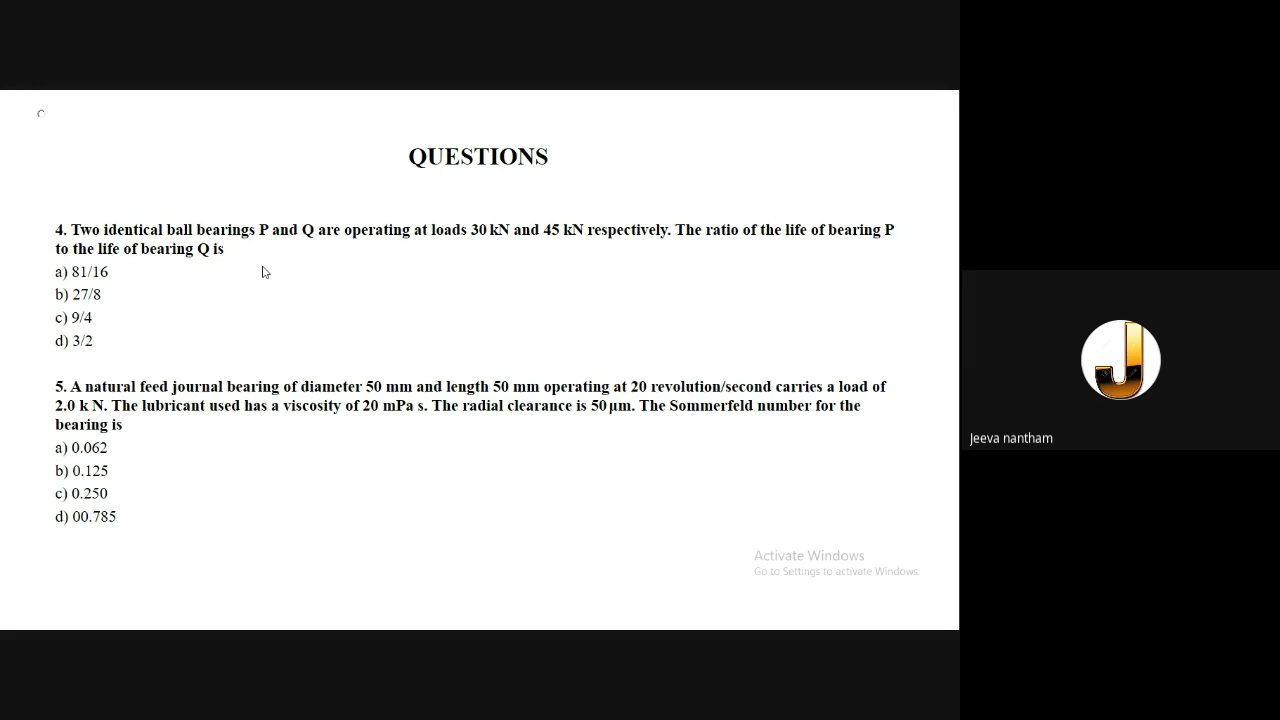 QUESTIONS
4. Two identical ball bearings P and Q are operating at loads 30 kN and 45 kN respectively. The ratio of the life of bearing P
to the life of bearing Q is
a) 81/16
b) 27/8
c) 9/4
d) 3/2
5. A natural feed journal bearing of diameter 50 mm and length 50 mm operating at 20 revolution/second carries a load of
2.0 k N. The lubricant used has a viscosity of 20 mPa s. The radial clearance is 50 μm. The Sommerfeld number for the
bearing is
a) 0.062
b) 0.125
c) 0.250
d) 00.785
Activate Windows
Go to Settings to activate Windows.
J
Jeeva nantham